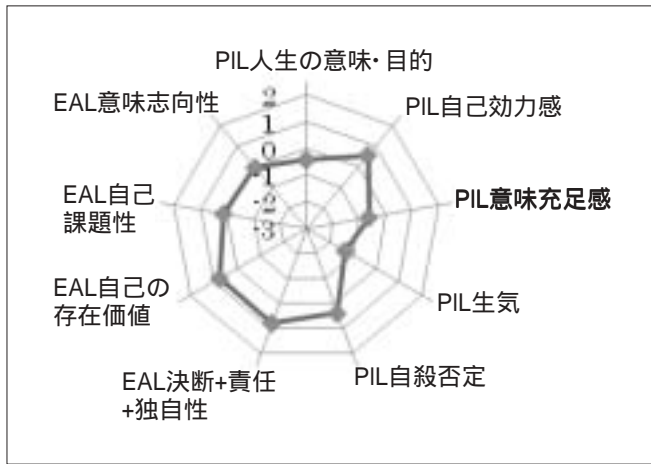 PIL人生の意味・目的
EAL意味志向性
PIL自己効力感
2
1
0
-1
-2
-3
EAL自己
課題性
PIL意味充足感
EAL自己の
存在価値
PIL生気
EAL決断+責任
+独自性
PIL自殺否定